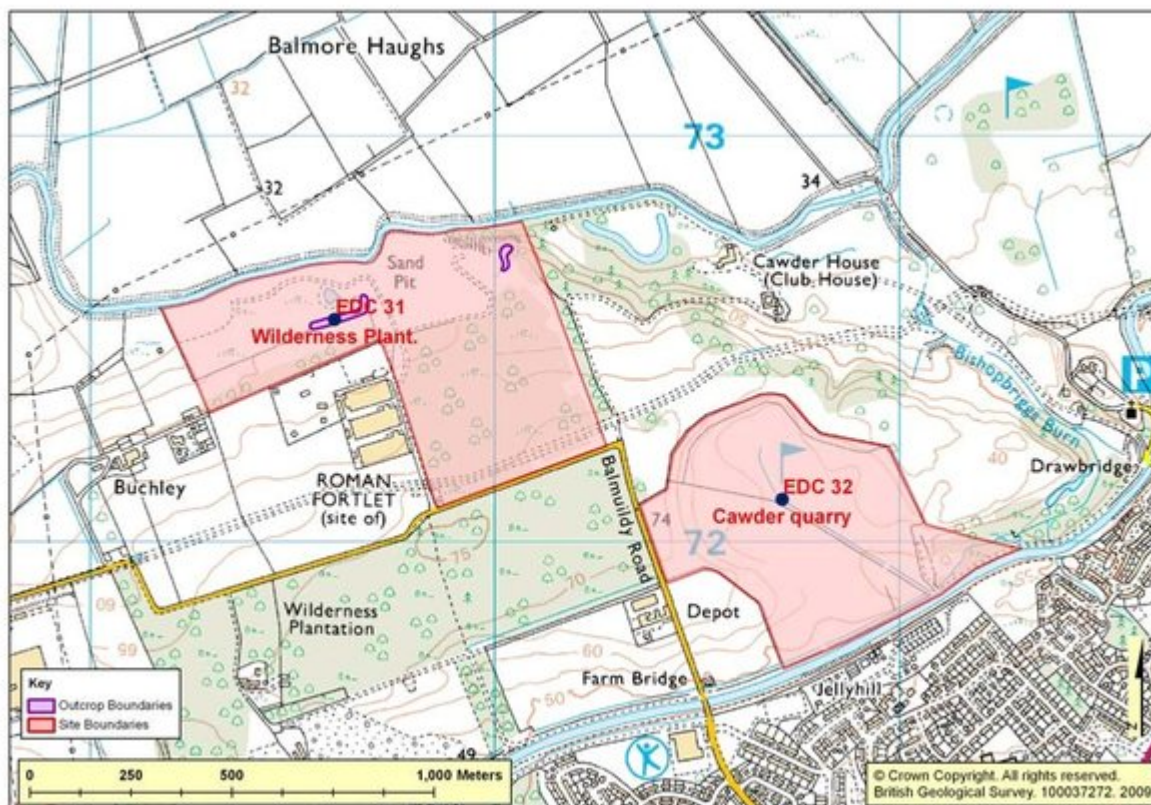 Balmore Haughs
32
73
32
34
Sand
Pit
Cawder House
(Club House)
EDC 31
Wilderness Plant.
50
Bishopbriggs Burn
P
40
Drawbridge
Buchley
ROMAN
FORTLET
(site of)
Balmuildy Road
EDC 32
Cawder quarry
74
72
75
70
Depot
Wilderness
Plantation
60
65
60
55
Farm Bridge
Jellyhill
50
49
Key
Outcrop Boundaries
Site Boundaries
0 250 500 1,000 Meters
© Crown Copyright. All rights reserved.
British Geological Survey. 100037272. 2009